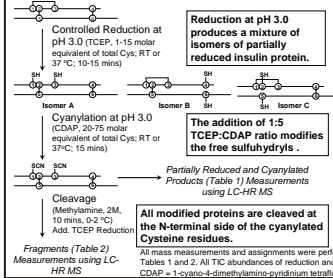 Controlled Reduction at
pH 3.0 (TCEP, 1-15 molar
equivalent of total Cys; RT or
37 ºC; 10-15 mins)
Reduction at pH 3.0
produces a mixture of
isomers of partially
reduced insulin protein.
SH SH
SH
SH
SH
SH
Isomer A
Isomer B
Isomer C
Cyanylation at pH 3.0
(CDAP, 20-75 molar
equivalent of total Cys; RT or
37ºC; 15 mins)
The addition of 1:5
TCEP:CDAP ratio modifies
the free sulfuhydryls .
SCN SCN
Partially Reduced and Cyanylated
Products (Table 1) Measurements
using LC-HR MS
Cleavage
(Methylamine, 2M,
10 mins, 0-2 ºC)
Add. TCEP Reduction
All modified proteins are cleaved at
the N-terminal side of the cyanylated
Cysteine residues.
Fragments (Table 2)
Measurements using LC-
HR MS
All mass measurements and assignments were perf
Tables 1 and 2. All TIC abundances of reduction and
CDAP = 1-cyano-4-dimethylamino-pyridinium tetraflu